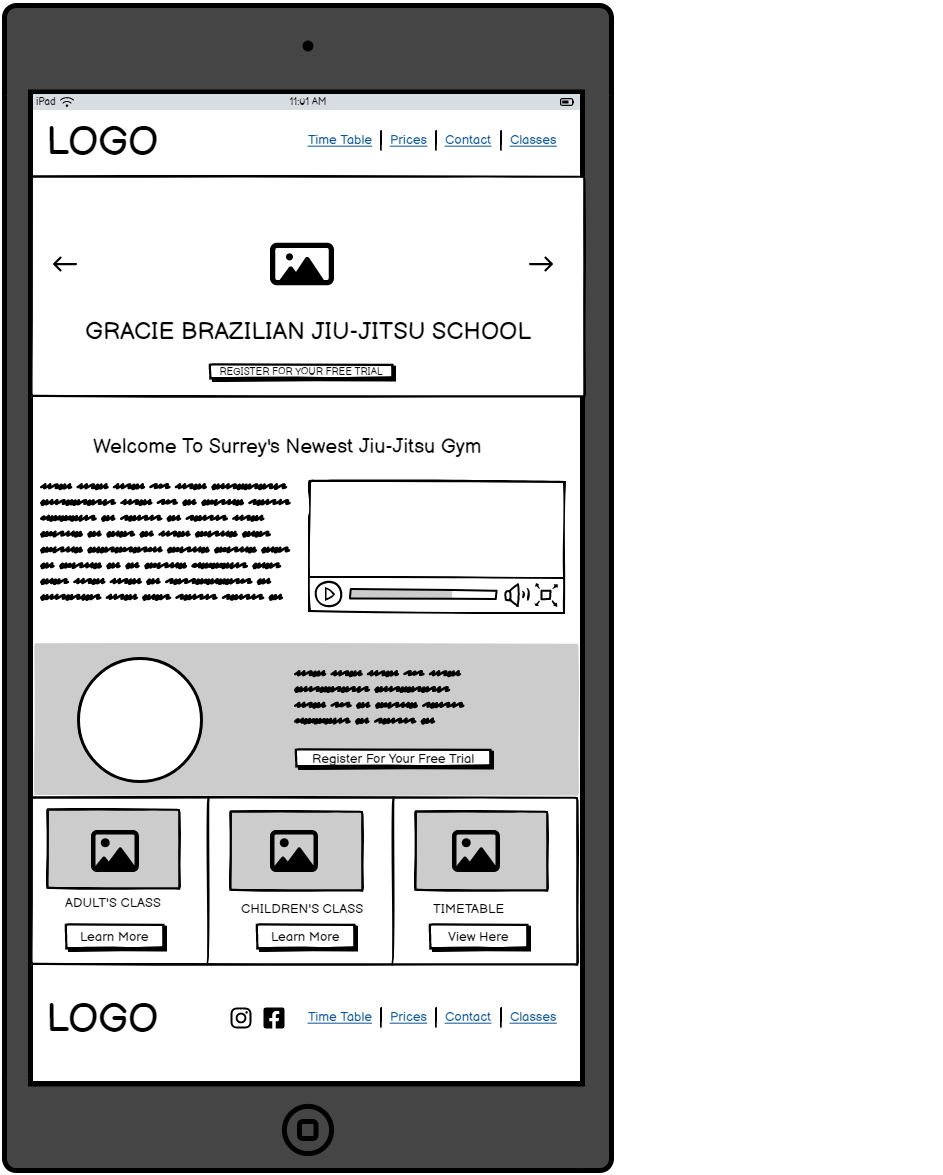 iPad 11:01 AM
LOGO Time Table Prices Contact Classes
GRACIE BRAZILIAN JIU-JITSU SCHOOL
REGISTER FOR YOUR FREE TRIAL
Welcome To Surrey's Newest Jiu-Jitsu Gym
Register For Your Free Trial
ADULT'S CLASS CHILDREN'S CLASS TIMETABLE
Learn More Learn More View Here
LOGO Time Table Prices Contact Classes